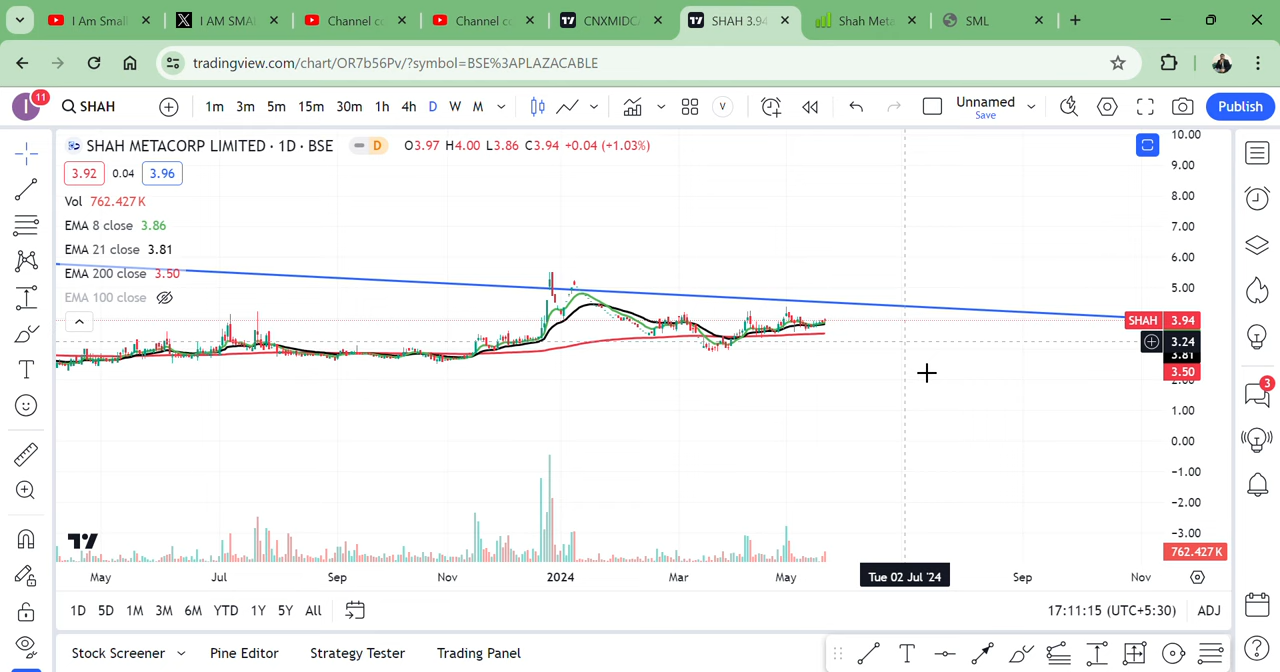 I Am Small
I AM SMA
Channel co
Channel co
CNXMIDC
SHAH 3.94
Shah Meta
SML
tradingview.com/chart/OR7b56Pv/?symbol=BSE%3APLAZACABLE
I
11
SHAH
1m 3m 5m 15m 30m 1h 4h D W M
V
Unnamed
Save
Publish
SHAH METACORP LIMITED · 1D · BSE
D
O3.97 H4.00 L3.86 C3.94 +0.04 (+1.03%)
3.92 0.04 3.96
Vol 762.427K
EMA 8 close 3.86
EMA 21 close 3.81
EMA 200 close 3.50
EMA 100 close
10.00
9.00
8.00
7.00
6.00
5.00
SHAH 3.94
3.24
3.81
3.50
1.00
0.00
-1.00
-2.00
-3.00
762.427K
3
May Jul Sep Nov 2024 Mar May Tue 02 Jul '24 Sep Nov
1D 5D 1M 3M 6M YTD 1Y 5Y All
17:11:15 (UTC+5:30) ADJ
Stock Screener Pine Editor Strategy Tester Trading Panel